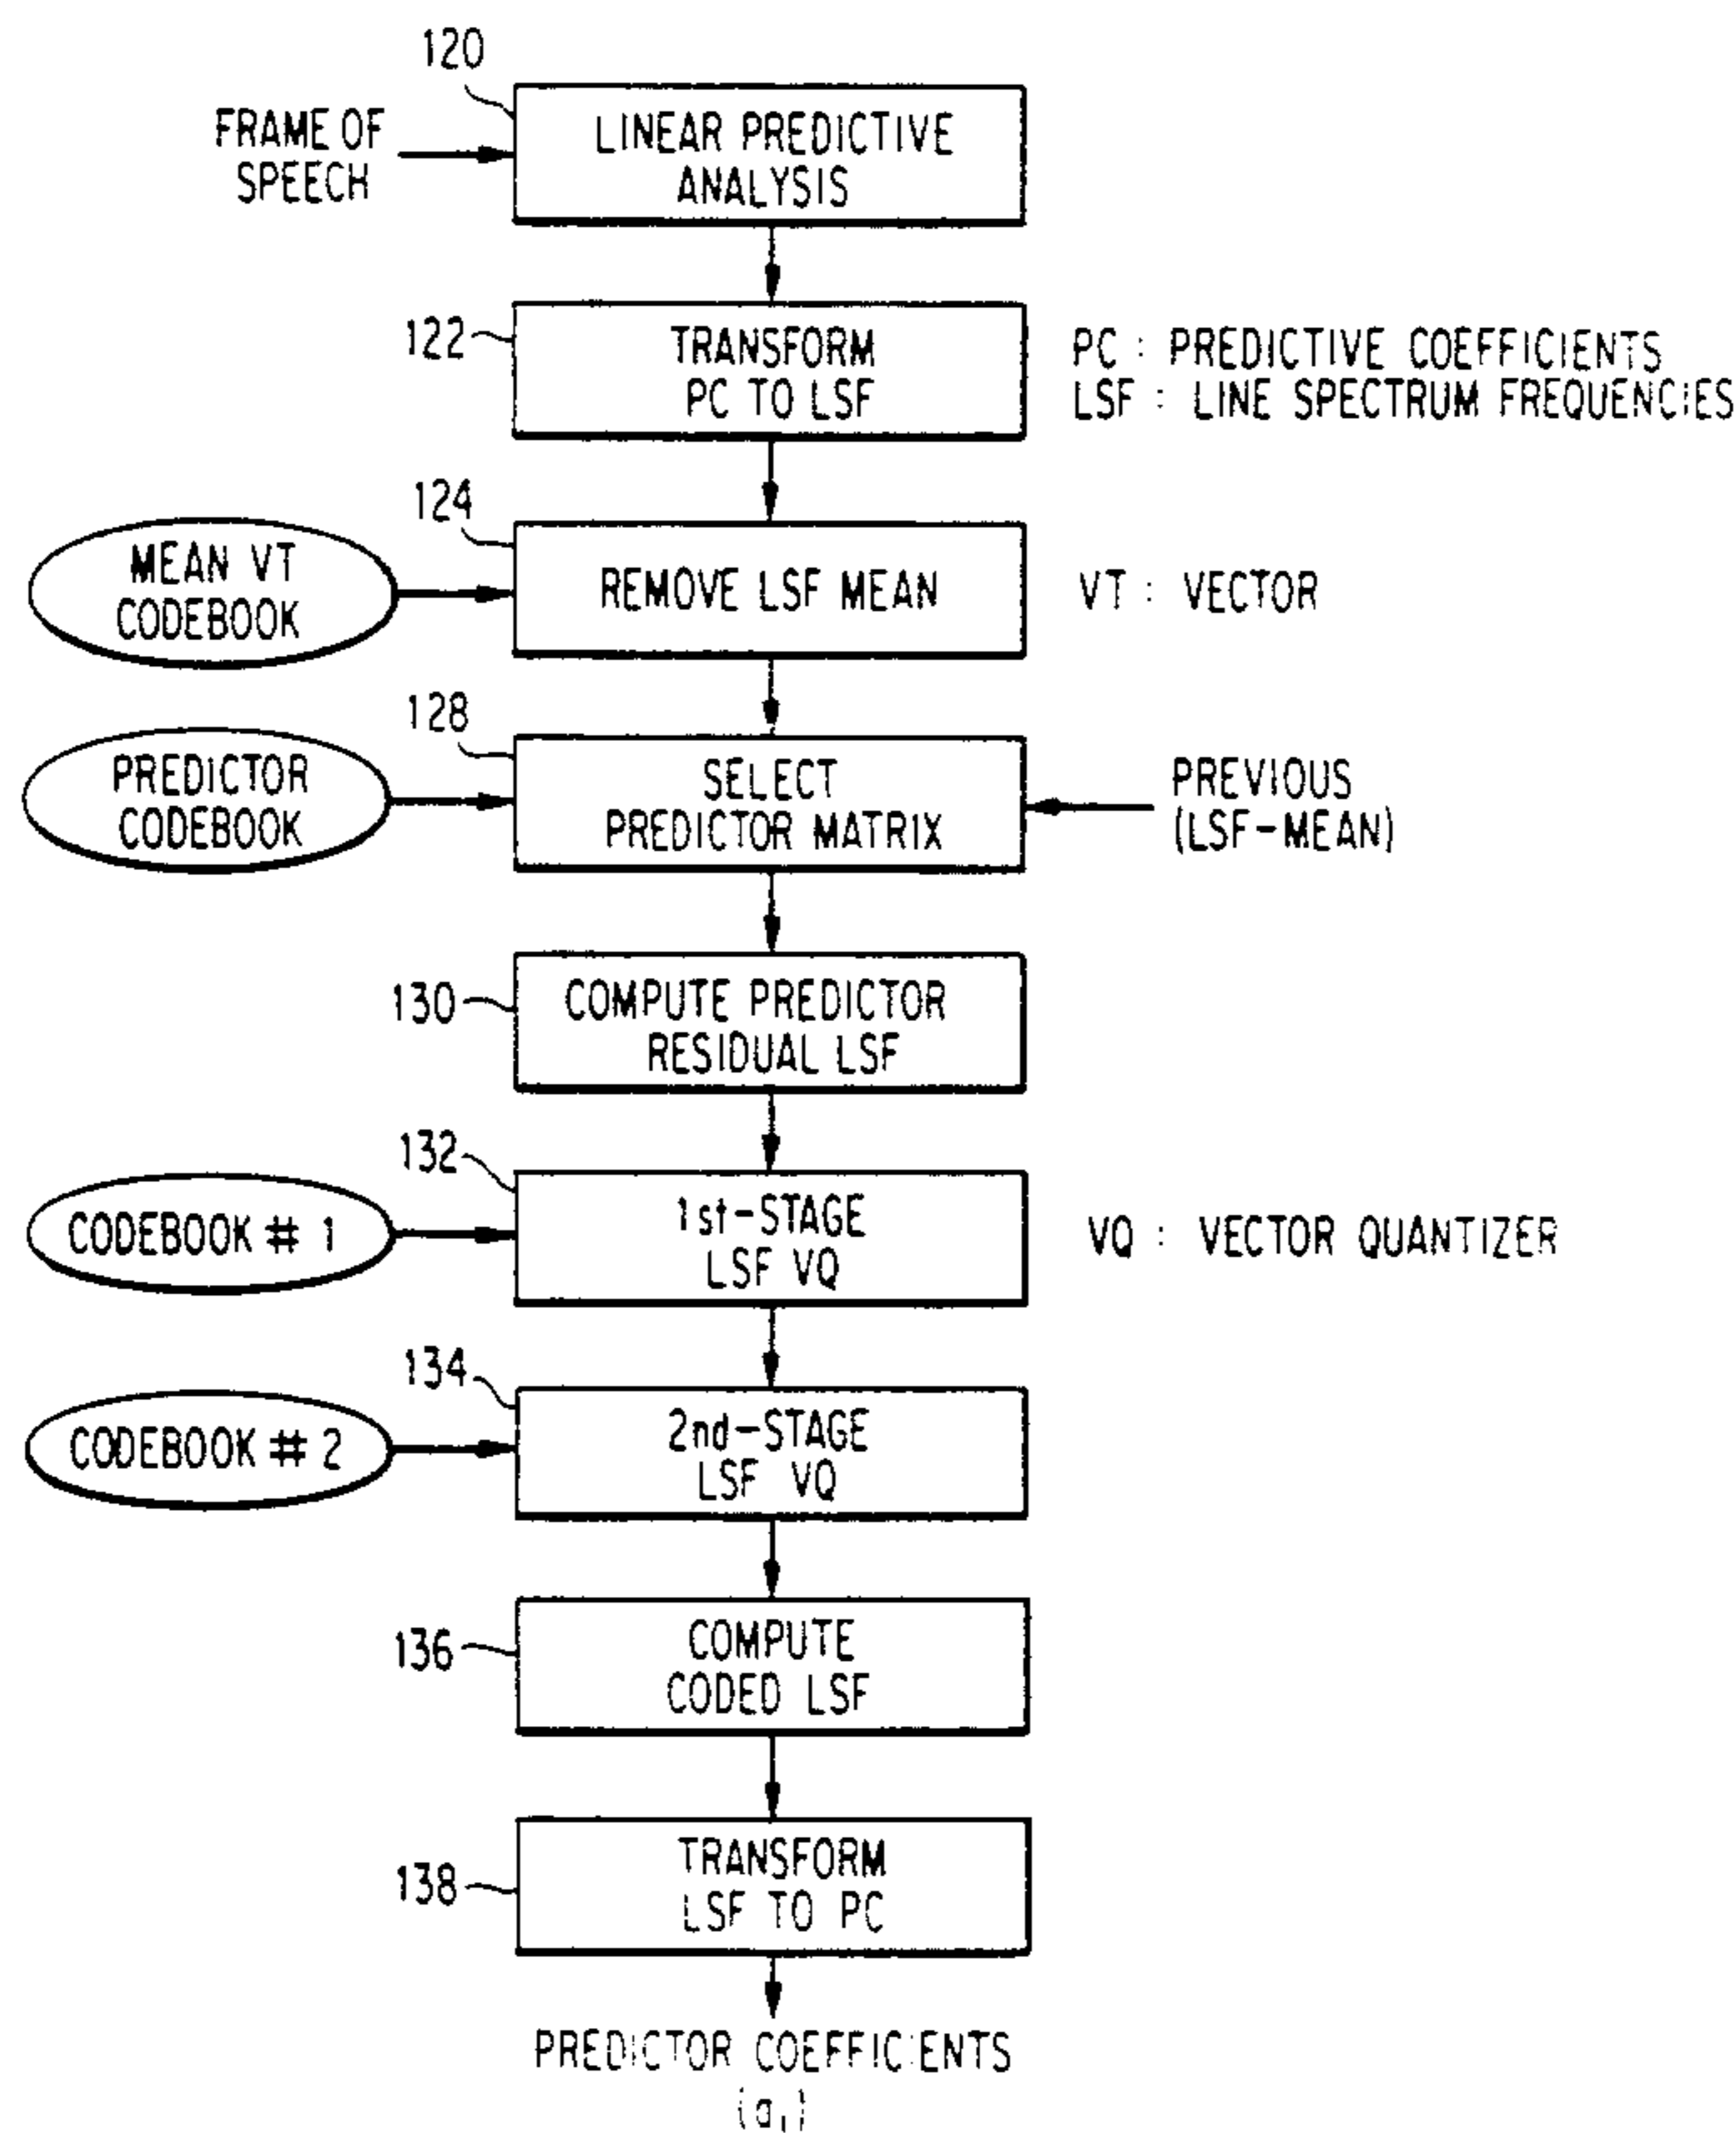 120
FRAME OF
SPEECH
LINEAR PREDICTIVE
ANALYSIS
122
TRANSFORM
PC TO LSF
PC : PREDICTIVE COEFFICIENTS
LSF : LINE SPECTRUM FREQUENCIES
124
MEAN VT
CODEBOOK
REMOVE LSF MEAN
VT : VECTOR
128
PREDICTOR
CODEBOOK
SELECT
PREDICTOR MATRIX
PREVIOUS
(LSF-MEAN)
130
COMPUTE PREDICTOR
RESIDUAL LSF
132
CODEBOOK # 1
1st-STAGE
LSF VQ
VQ : VECTOR QUANTIZER
134
CODEBOOK # 2
2nd-STAGE
LSF VQ
136
COMPUTE
CODED LSF
138
TRANSFORM
LSF TO PC
PREDICTOR COEFFICIENTS